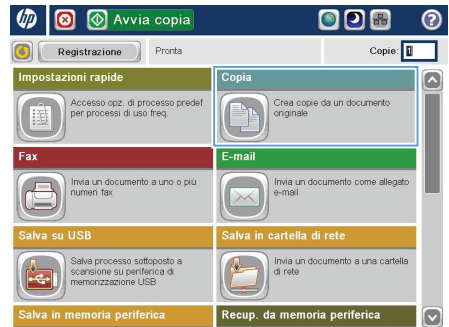 hp Avvia copia ?
Registrazione Pronta Copie: 1
Impostazioni rapide
Accesso opz. di processo predef.
per processi di uso freq.
Copia
Crea copie da un documento
originale
Fax
Invia un documento a uno o più
numeri fax
E-mail
Invia un documento come allegato
e-mail
Salva su USB
Salva processo sottoposto a
scansione su periferica di
memorizzazione USB
Salva in cartella di rete
Invia un documento a una cartella
di rete
Salva in memoria periferica
Recup. da memoria periferica